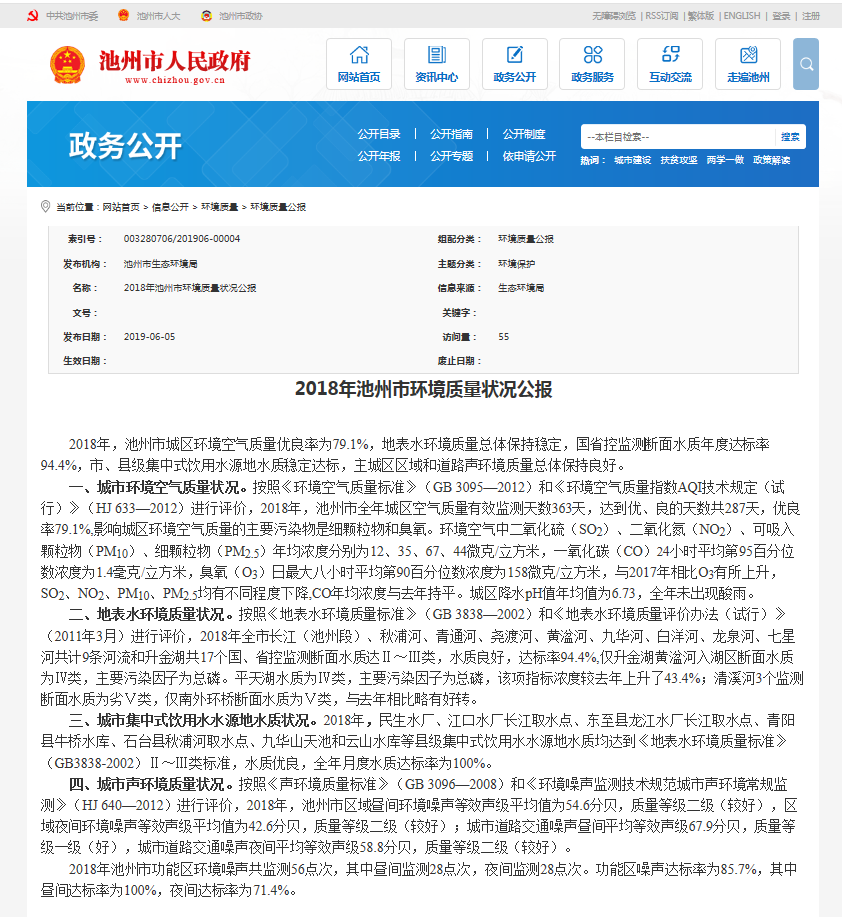 中共池州市委 池州市人大 池州市政协 无障碍浏览 | RSS订阅 | 繁体版 | ENGLISH | 登录 | 注册
池州市人民政府
www.chizhou.gov.cn
网站首页 资讯中心 政务公开 政务服务 互动交流 走遍池州
政务公开
公开目录 | 公开指南 | 公开制度
公开年报 | 公开专题 | 依申请公开
--本栏目检索-- 搜索
热词： 城市建设 扶贫攻坚 两学一做 政策解读
当前位置：网站首页 > 信息公开 > 环境质量 > 环境质量公报
索引号： 003280706/201906-00004 组配分类： 环境质量公报
发布机构： 池州市生态环境局 主题分类： 环境保护
名称： 2018年池州市环境质量状况公报 信息来源： 生态环境局
文号： 关键字：
发布日期： 2019-06-05 访问量： 55
生效日期： 废止日期：
2018年池州市环境质量状况公报
2018年，池州市城区环境空气质量优良率为79.1%，地表水环境质量总体保持稳定，国省控监测断面水质年度达标率
94.4%，市、县级集中式饮用水源地水质稳定达标，主城区区域和道路声环境质量总体保持良好。
一、城市环境空气质量状况。按照《环境空气质量标准》（GB 3095—2012）和《环境空气质量指数AQI技术规定（试
行）》（HJ 633—2012）进行评价，2018年，池州市全年城区空气质量有效监测天数363天，达到优、良的天数共287天，优良
率79.1%,影响城区环境空气质量的主要污染物是细颗粒物和臭氧。环境空气中二氧化硫（SO2）、二氧化氮（NO2）、可吸入
颗粒物（PM10）、细颗粒物（PM2.5）年均浓度分别为12、35、67、44微克/立方米，一氧化碳（CO）24小时平均第95百分位
数浓度为1.4毫克/立方米，臭氧（O3）日最大八小时平均第90百分位数浓度为158微克/立方米，与2017年相比O3有所上升，
SO2、NO2、PM10、PM2.5均有不同程度下降,CO年均浓度与去年持平。城区降水pH值年均值为6.73，全年未出现酸雨。
二、地表水环境质量状况。按照《地表水环境质量标准》（GB 3838—2002）和《地表水环境质量评价办法（试行）》
（2011年3月）进行评价，2018年全市长江（池州段）、秋浦河、青通河、尧渡河、黄湓河、九华河、白洋河、龙泉河、七星
河共计9条河流和升金湖共17个国、省控监测断面水质达Ⅱ～Ⅲ类，水质良好，达标率94.4%,仅升金湖黄湓河入湖区断面水质
为Ⅳ类，主要污染因子为总磷。平天湖水质为Ⅳ类，主要污染因子为总磷，该项指标浓度较去年上升了43.4%；清溪河3个监测
断面水质为劣Ⅴ类，仅南外环桥断面水质为Ⅴ类，与去年相比略有好转。
三、城市集中式饮用水水源地水质状况。2018年，民生水厂、江口水厂长江取水点、东至县龙江水厂长江取水点、青阳
县牛桥水库、石台县秋浦河取水点、九华山天池和云山水库等县级集中式饮用水水源地水质均达到《地表水环境质量标准》
（GB3838-2002）Ⅱ～Ⅲ类标准，水质优良，全年月度水质达标率为100%。
四、城市声环境质量状况。按照《声环境质量标准》（GB 3096—2008）和《环境噪声监测技术规范城市声环境常规监
测》（HJ 640—2012）进行评价，2018年，池州市区域昼间环境噪声等效声级平均值为54.6分贝，质量等级二级（较好），区
域夜间环境噪声等效声级平均值为42.6分贝，质量等级二级（较好）；城市道路交通噪声昼间平均等效声级67.9分贝，质量等
级一级（好），城市道路交通噪声夜间平均等效声级58.8分贝，质量等级二级（较好）。
2018年池州市功能区环境噪声共监测56点次，其中昼间监测28点次，夜间监测28点次。功能区噪声达标率为85.7%，其中
昼间达标率为100%，夜间达标率为71.4%。